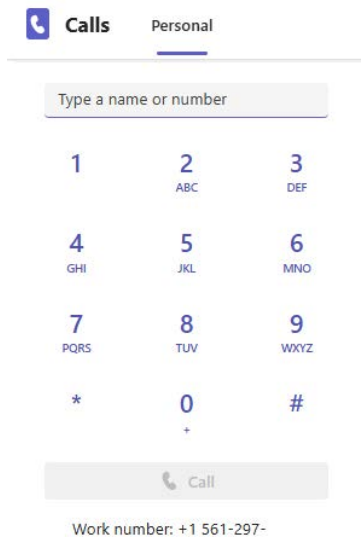 Calls Personal
Type a name or number
1 2 3
ABC DEF
4 5 6
GHI JKL MNO
7 8 9
PQRS TUV WXYZ
* 0 #
+
Call
Work number: +1 561-297-